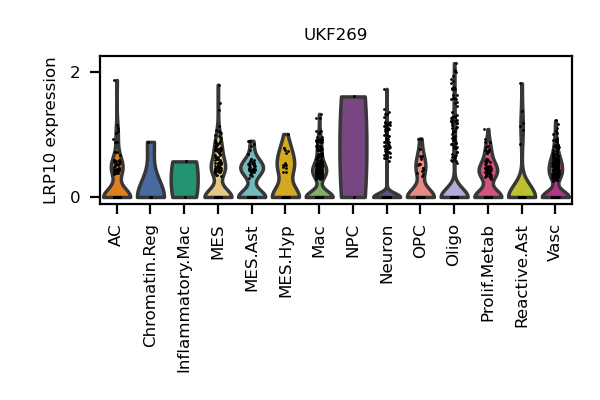 UKF269
LRP10 expression
2
0
AC
Chromatin.Reg
Inflammatory.Mac
MES
MES.Ast
MES.Hyp
Mac
NPC
Neuron
OPC
Oligo
Prolif.Metab
Reactive.Ast
Vasc